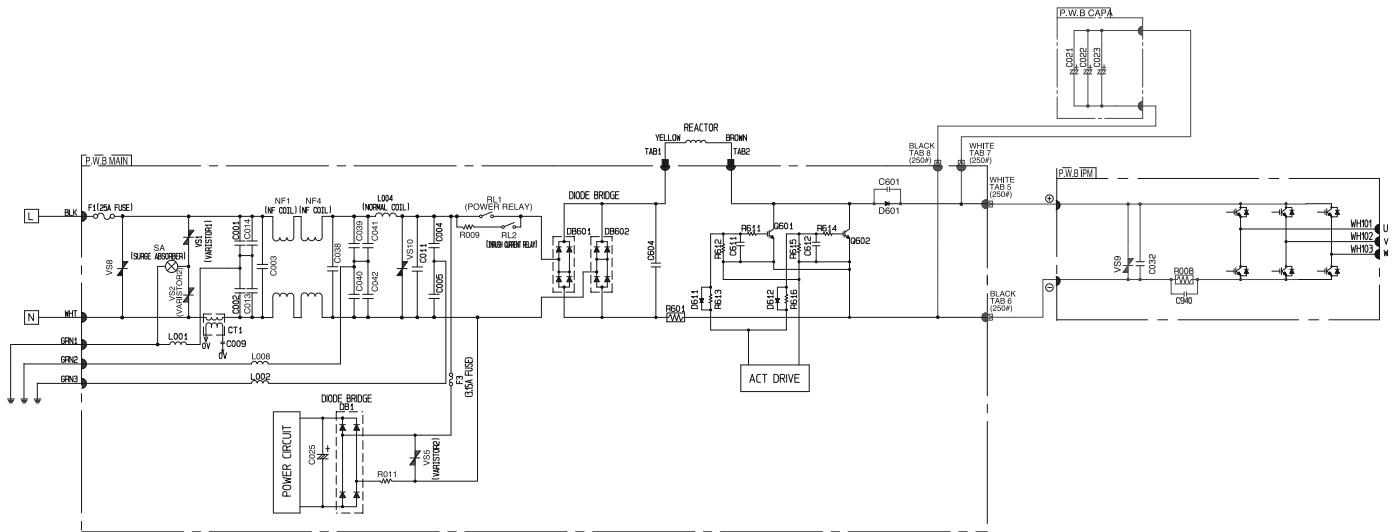 P.W.B CAPA
C021
C022
C023
REACTOR
YELLOW
BROWN
TAB1
TAB2
BLACK
TAB 8
(250#)
WHITE
TAB 7
(250#)
P.W.B MAIN
P.W.B IPM
L
BLK
F1(25A FUSE)
VS8
SA
(SURGE ABSORBER)
VS1
(VARISTOR1)
VS2
(VARISTOR2)
C001
C014
C002
C013
C003
NF1
(NF COIL)
NF4
(NF COIL)
C038
C039
C041
C040
C042
L004
(NORMAL COIL)
VS10
C011
C004
C005
RL1
(POWER RELAY)
R009
RL2
(INRUSH CURRENT RELAY)
DIODE BRIDGE
DB601
DB602
C604
R601
R611
Q601
R612
C611
R614
Q602
R615
C612
D611
R613
D612
R616
ACT DRIVE
C601
D601
WHITE
TAB 5
(250#)
BLACK
TAB 6
(250#)
VS9
C032
R008
C940
WH101
U
WH102
WH103
W
N
WHT
CT1
0V
C009
0V
GRN1
L001
GRN2
L008
GRN3
L002
F3
(3.15A FUSE)
DIODE BRIDGE
DB1
POWER CIRCUIT
C025
R011
VS5
(VARISTOR2)